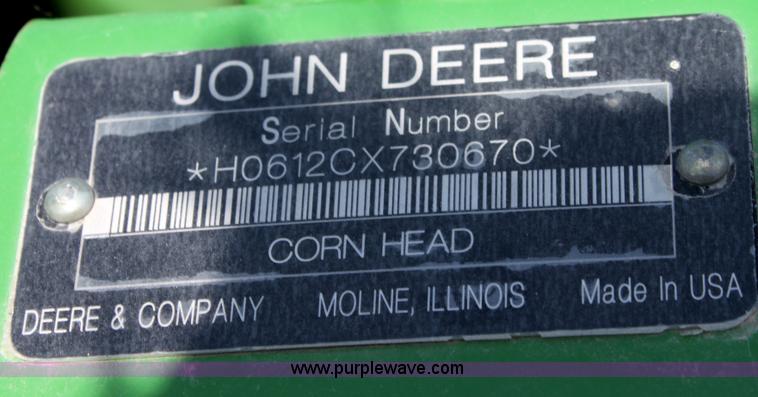 JOHN DEERE
Serial Number
*H0612CX730670*
CORN HEAD
DEERE & COMPANY MOLINE, ILLINOIS Made In USA
www.purplewave.com